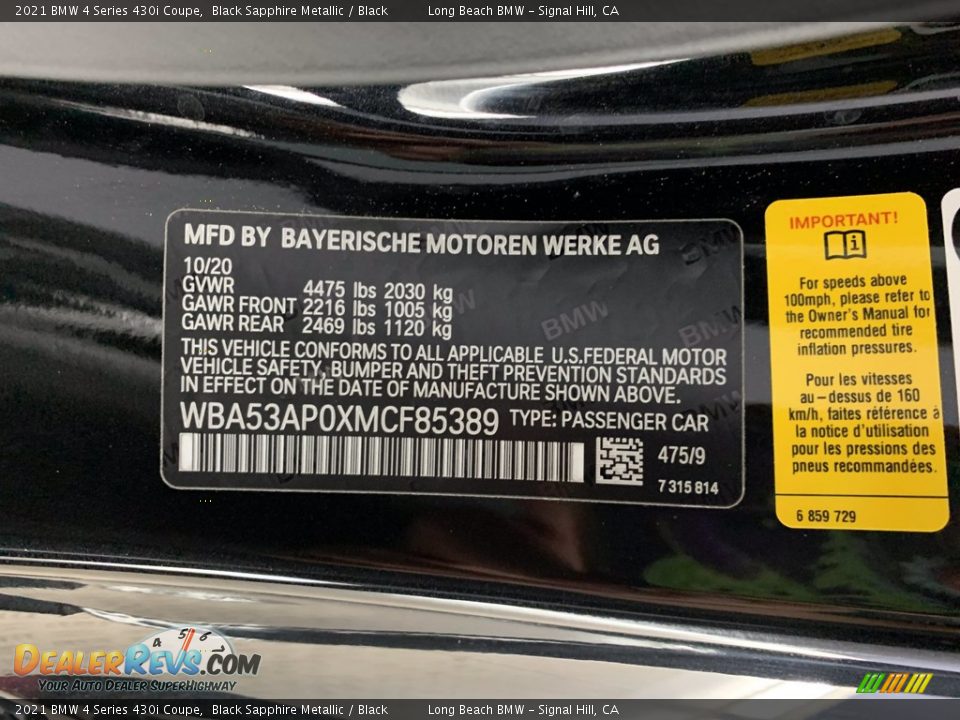 2021 BMW 4 Series 430i Coupe, Black Sapphire Metallic / Black Long Beach BMW - Signal Hill, CA
MFD BY BAYERISCHE MOTOREN WERKE AG
10/20
GVWR 4475 lbs 2030 kg
GAWR FRONT 2216 lbs 1005 kg
GAWR REAR 2469 lbs 1120 kg
THIS VEHICLE CONFORMS TO ALL APPLICABLE U.S.FEDERAL MOTOR
VEHICLE SAFETY, BUMPER AND THEFT PREVENTION STANDARDS
IN EFFECT ON THE DATE OF MANUFACTURE SHOWN ABOVE.
WBA53AP0XMCF85389 TYPE: PASSENGER CAR
475/9
7 315 814
BMW
BMW
BMW
IMPORTANT!
For speeds above
100mph, please refer to
the Owner's Manual for
recommended tire
inflation pressures.
Pour les vitesses
au-dessus de 160
km/h, faites référence à
la notice d'utilisation
pour les pressions des
pneus recommandées.
6 859 729
4 5 6
DEALERREVS.COM
YOUR AUTO DEALER SUPERHIGHWAY
2021 BMW 4 Series 430i Coupe, Black Sapphire Metallic / Black Long Beach BMW - Signal Hill, CA